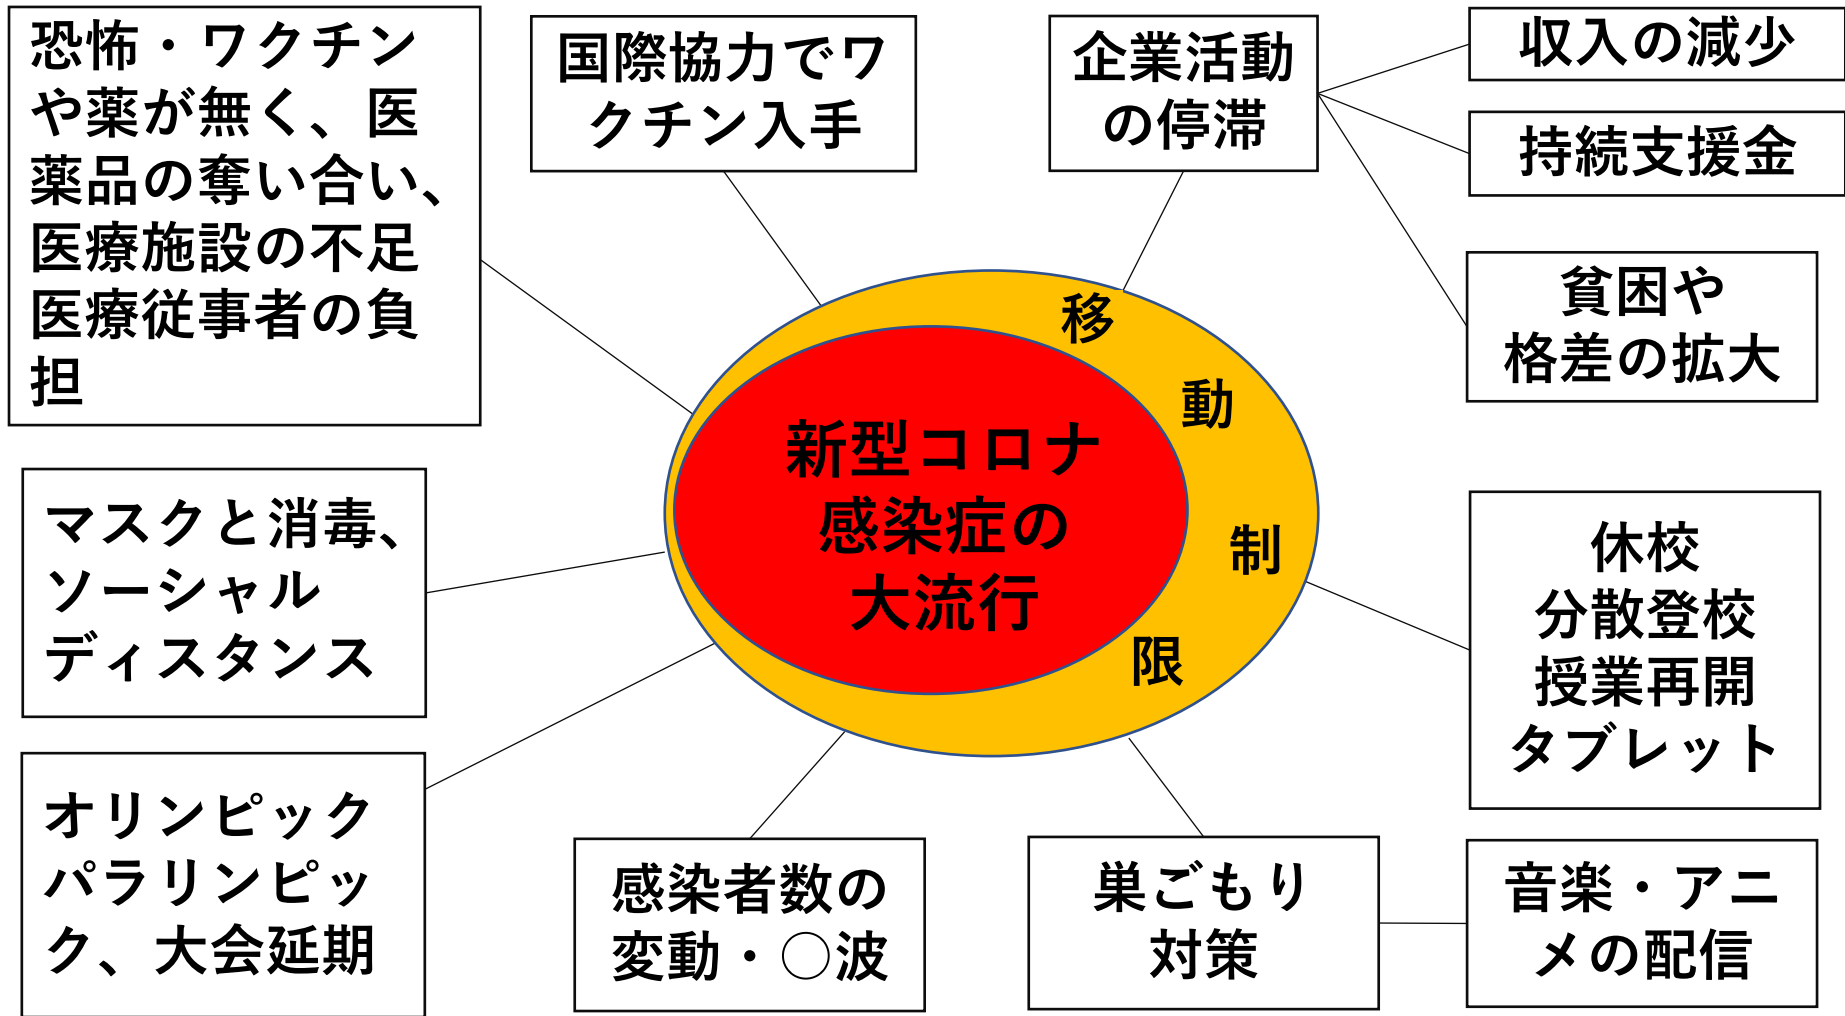 恐怖・ワクチン
や薬が無く、医
薬品の奪い合い、
医療施設の不足
医療従事者の負
担
国際協力でワ
クチン入手
企業活動
の停滞
収入の減少
持続支援金
貧困や
格差の拡大
移
動
制
限
新型コロナ
感染症の
大流行
マスクと消毒、
ソーシャル
ディスタンス
休校
分散登校
授業再開
タブレット
オリンピック
パラリンピッ
ク、大会延期
感染者数の
変動・◯波
巣ごもり
対策
音楽・アニ
メの配信